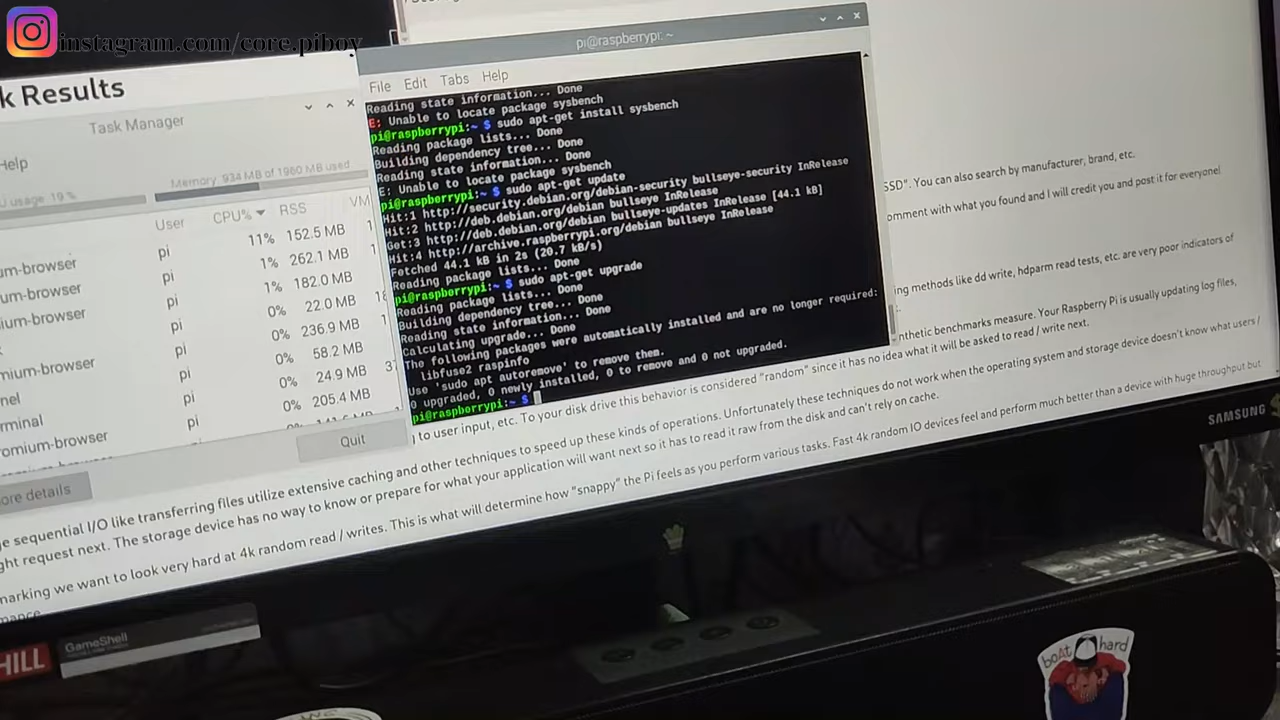 instagram.com/core.piboy
k Results
Task Manager
Help
U usage: 19 %
Memory: 934 MB of 1960 MB used
User CPU% RSS VM
pi 11% 152.5 MB
um-browser pi 1% 262.1 MB
um-browser pi 1% 182.0 MB
ium-browser pi 0% 22.0 MB
pi 0% 236.9 MB
mium-browser pi 0% 58.2 MB
nel pi 0% 24.9 MB
rminal pi 0% 205.4 MB
omium-browser
ore details
Quit
pi@raspberrypi: ~
File Edit Tabs Help
Reading state information... Done
E: Unable to locate package sysbench
pi@raspberrypi:~ $ sudo apt-get install sysbench
Reading package lists... Done
Building dependency tree... Done
Reading state information... Done
E: Unable to locate package sysbench
pi@raspberrypi:~ $ sudo apt-get update
Hit:1 http://security.debian.org/debian-security bullseye-security InRelease
Hit:2 http://deb.debian.org/debian bullseye InRelease
Get:3 http://deb.debian.org/debian bullseye-updates InRelease [44.1 kB]
Hit:4 http://archive.raspberrypi.org/debian bullseye InRelease
Fetched 44.1 kB in 2s (20.7 kB/s)
Reading package lists... Done
pi@raspberrypi:~ $ sudo apt-get upgrade
Reading package lists... Done
Building dependency tree... Done
Reading state information... Done
Calculating upgrade... Done
The following packages were automatically installed and are no longer required:
libfuse2 raspinfo
Use 'sudo apt autoremove' to remove them.
0 upgraded, 0 newly installed, 0 to remove and 0 not upgraded.
pi@raspberrypi:~ $
SSD". You can also search by manufacturer, brand, etc.
omment with what you found and I will credit you and post it for everyone!
ing methods like dd write, hdparm read tests, etc. are very poor indicators of
nthetic benchmarks measure. Your Raspberry Pi is usually updating log files,
to user input, etc. To your disk drive this behavior is considered "random" since it has no idea what it will be asked to read / write next.
e sequential I/O like transferring files utilize extensive caching and other techniques to speed up these kinds of operations. Unfortunately these techniques do not work when the operating system and storage device doesn't know what users /
ght request next. The storage device has no way to know or prepare for what your application will want next so it has to read it raw from the disk and can't rely on cache.
marking we want to look very hard at 4k random read / writes. This is what will determine how "snappy" the Pi feels as you perform various tasks. Fast 4k random IO devices feel and perform much better than a device with huge throughput but
mance.
SAMSUNG
HILL
GameShell
boAt hard